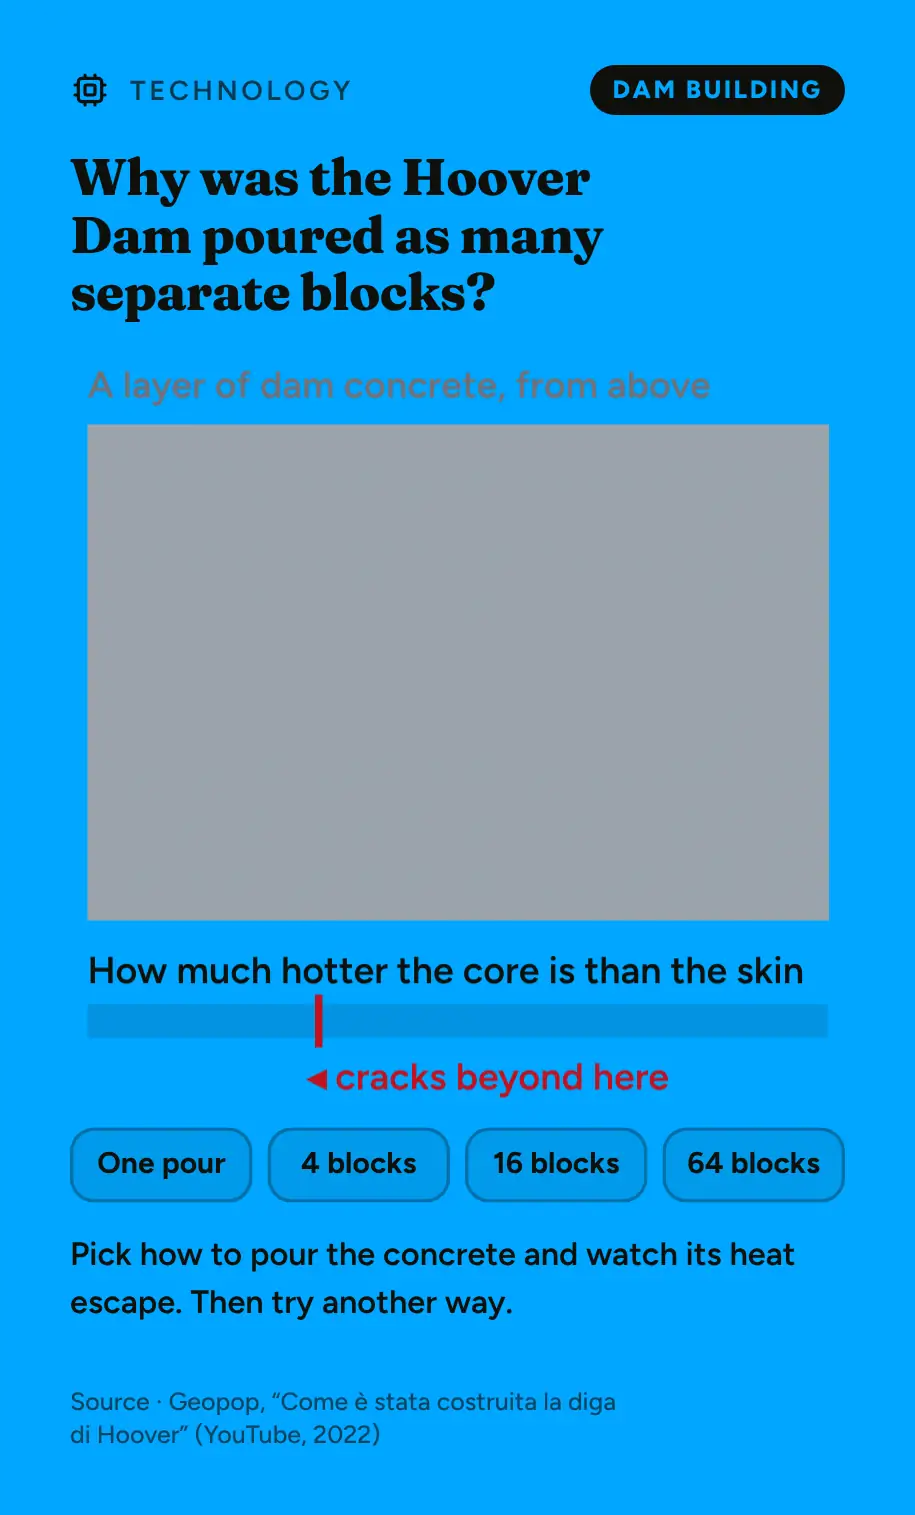 TECHNOLOGY
DAM BUILDING
Why was the Hoover
Dam poured as many
separate blocks?
A layer of dam concrete, from above
How much hotter the core is than the skin
◄ cracks beyond here
One pour
4 blocks
16 blocks
64 blocks
Pick how to pour the concrete and watch its heat
escape. Then try another way.
Source · Geopop, “Come è stata costruita la diga
di Hoover” (YouTube, 2022)